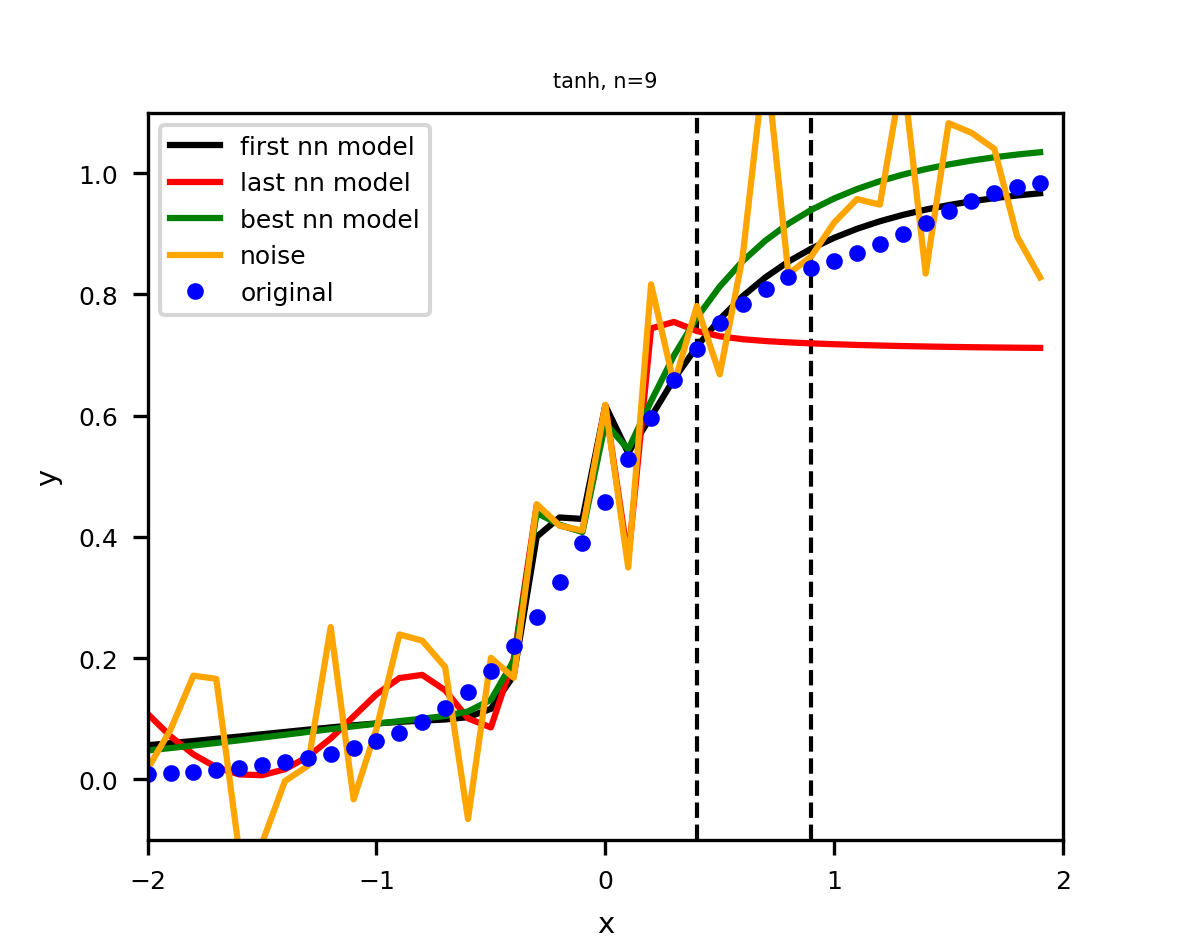 tanh, n=9
first nn model
last nn model
best nn model
noise
original
1.0
0.8
0.6
0.4
0.2
0.0
y
−2
−1
0
1
2
x